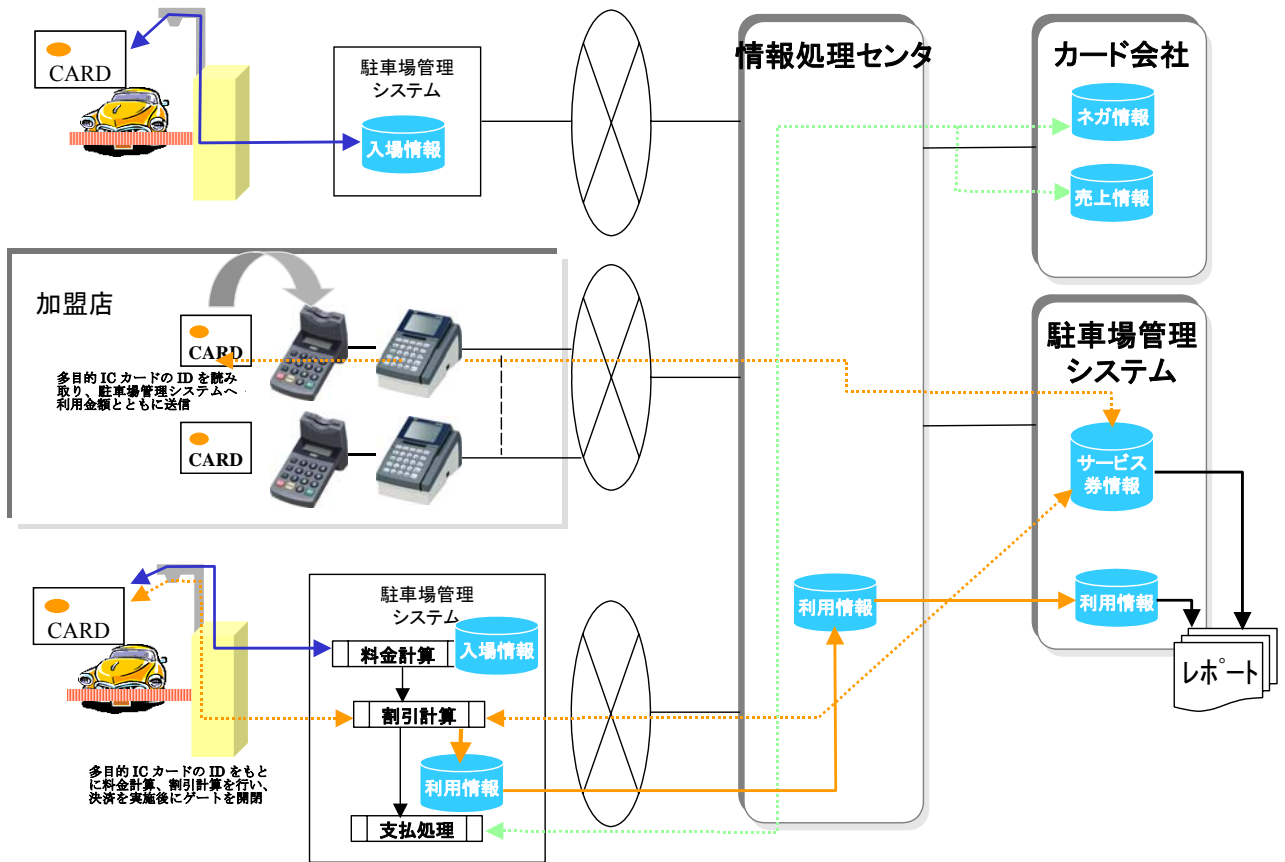 CARD
駐車場管理
システム
入場情報
情報処理センタ
カード会社
ネガ情報
売上情報
加盟店
CARD
多目的 IC カードの ID を読み
取り、駐車場管理システムへ
利用金額とともに送信
CARD
駐車場管理
システム
サービス
券情報
利用情報
利用情報
レポート
CARD
駐車場管理
システム
料金計算
入場情報
割引計算
利用情報
支払処理
多目的 IC カードの ID をもと
に料金計算、割引計算を行い、
決済を実施後にゲートを開閉